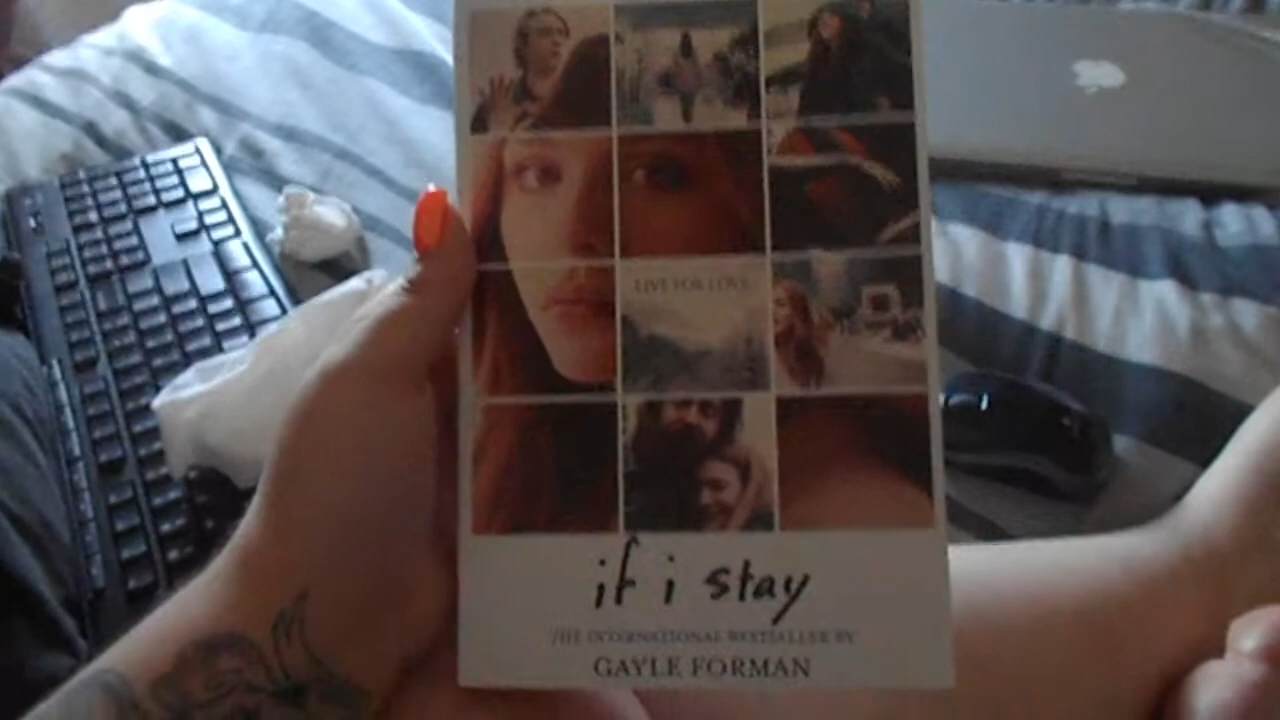 LIVE FOR LOVE
if i stay
THE INTERNATIONAL BESTSELLER BY
GAYLE FORMAN